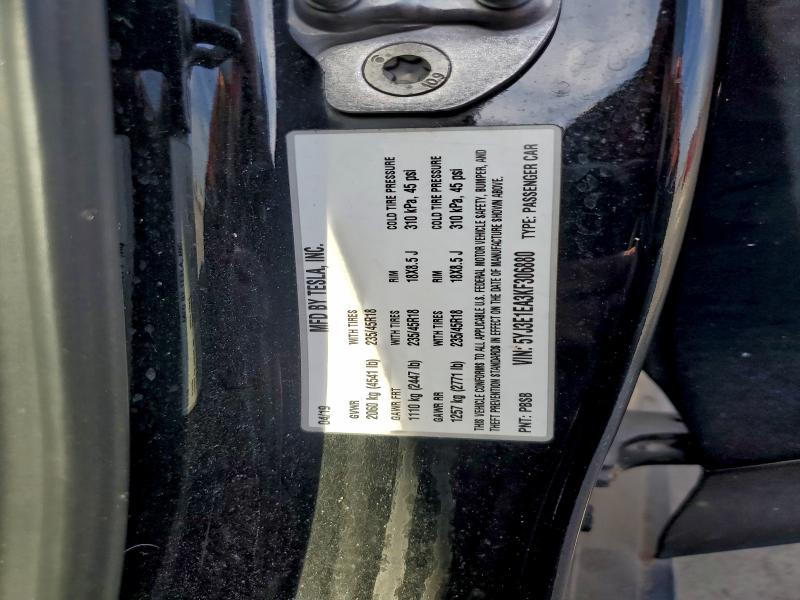 MFD BY TESLA, INC.
04/19
GVWR WITH TIRES
2060 kg (4541 lb) 235/45R18
GAWR FRT WITH TIRES RIM COLD TIRE PRESSURE
1110 kg (2447 lb) 235/45R18 18X8.5 J 310 kPa, 45 psi
GAWR RR WITH TIRES RIM COLD TIRE PRESSURE
1257 kg (2771 lb) 235/45R18 18X8.5 J 310 kPa, 45 psi
THIS VEHICLE CONFORMS TO ALL APPLICABLE U.S. FEDERAL MOTOR VEHICLE SAFETY, BUMPER, AND
THEFT PREVENTION STANDARDS IN EFFECT ON THE DATE OF MANUFACTURE SHOWN ABOVE.
VIN: 5YJ3E1EA3KF306880 TYPE: PASSENGER CAR
PNT: PBSB
10.9